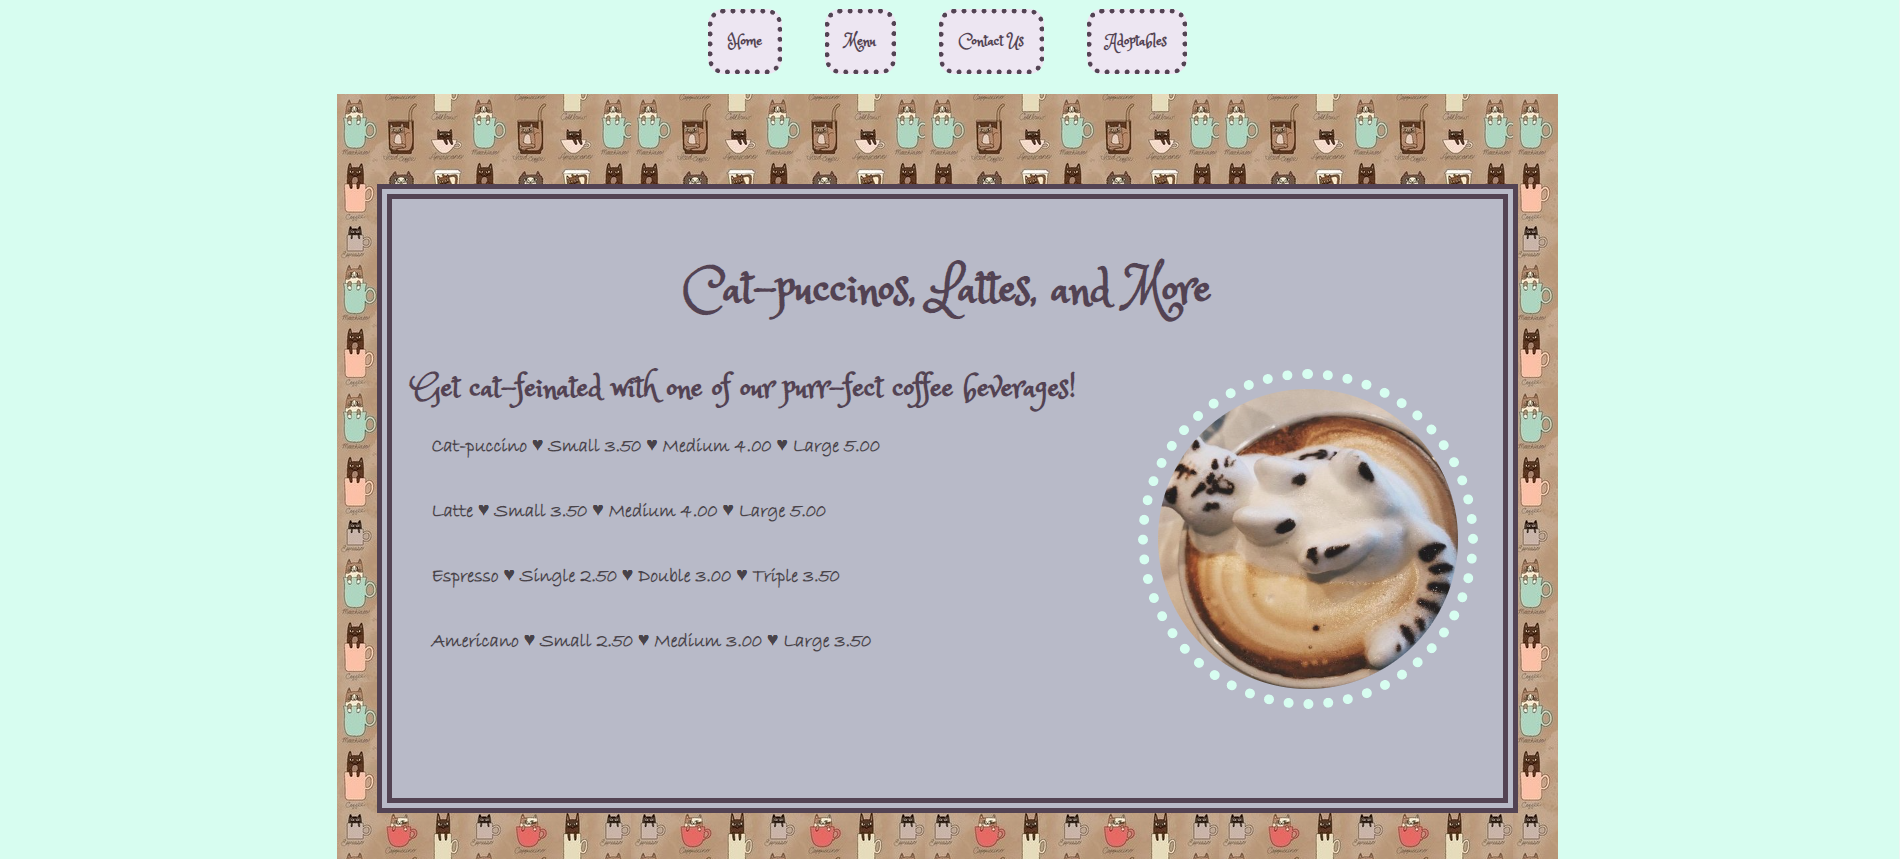 Home
Menu
Contact Us
Adoptables
Cat-puccinos, Lattes, and More
Get cat-feinated with one of our purr-fect coffee beverages!
Cat-puccino ♥ Small 3.50 ♥ Medium 4.00 ♥ Large 5.00
Latte ♥ Small 3.50 ♥ Medium 4.00 ♥ Large 5.00
Espresso ♥ Single 2.50 ♥ Double 3.00 ♥ Triple 3.50
Americano ♥ Small 2.50 ♥ Medium 3.00 ♥ Large 3.50